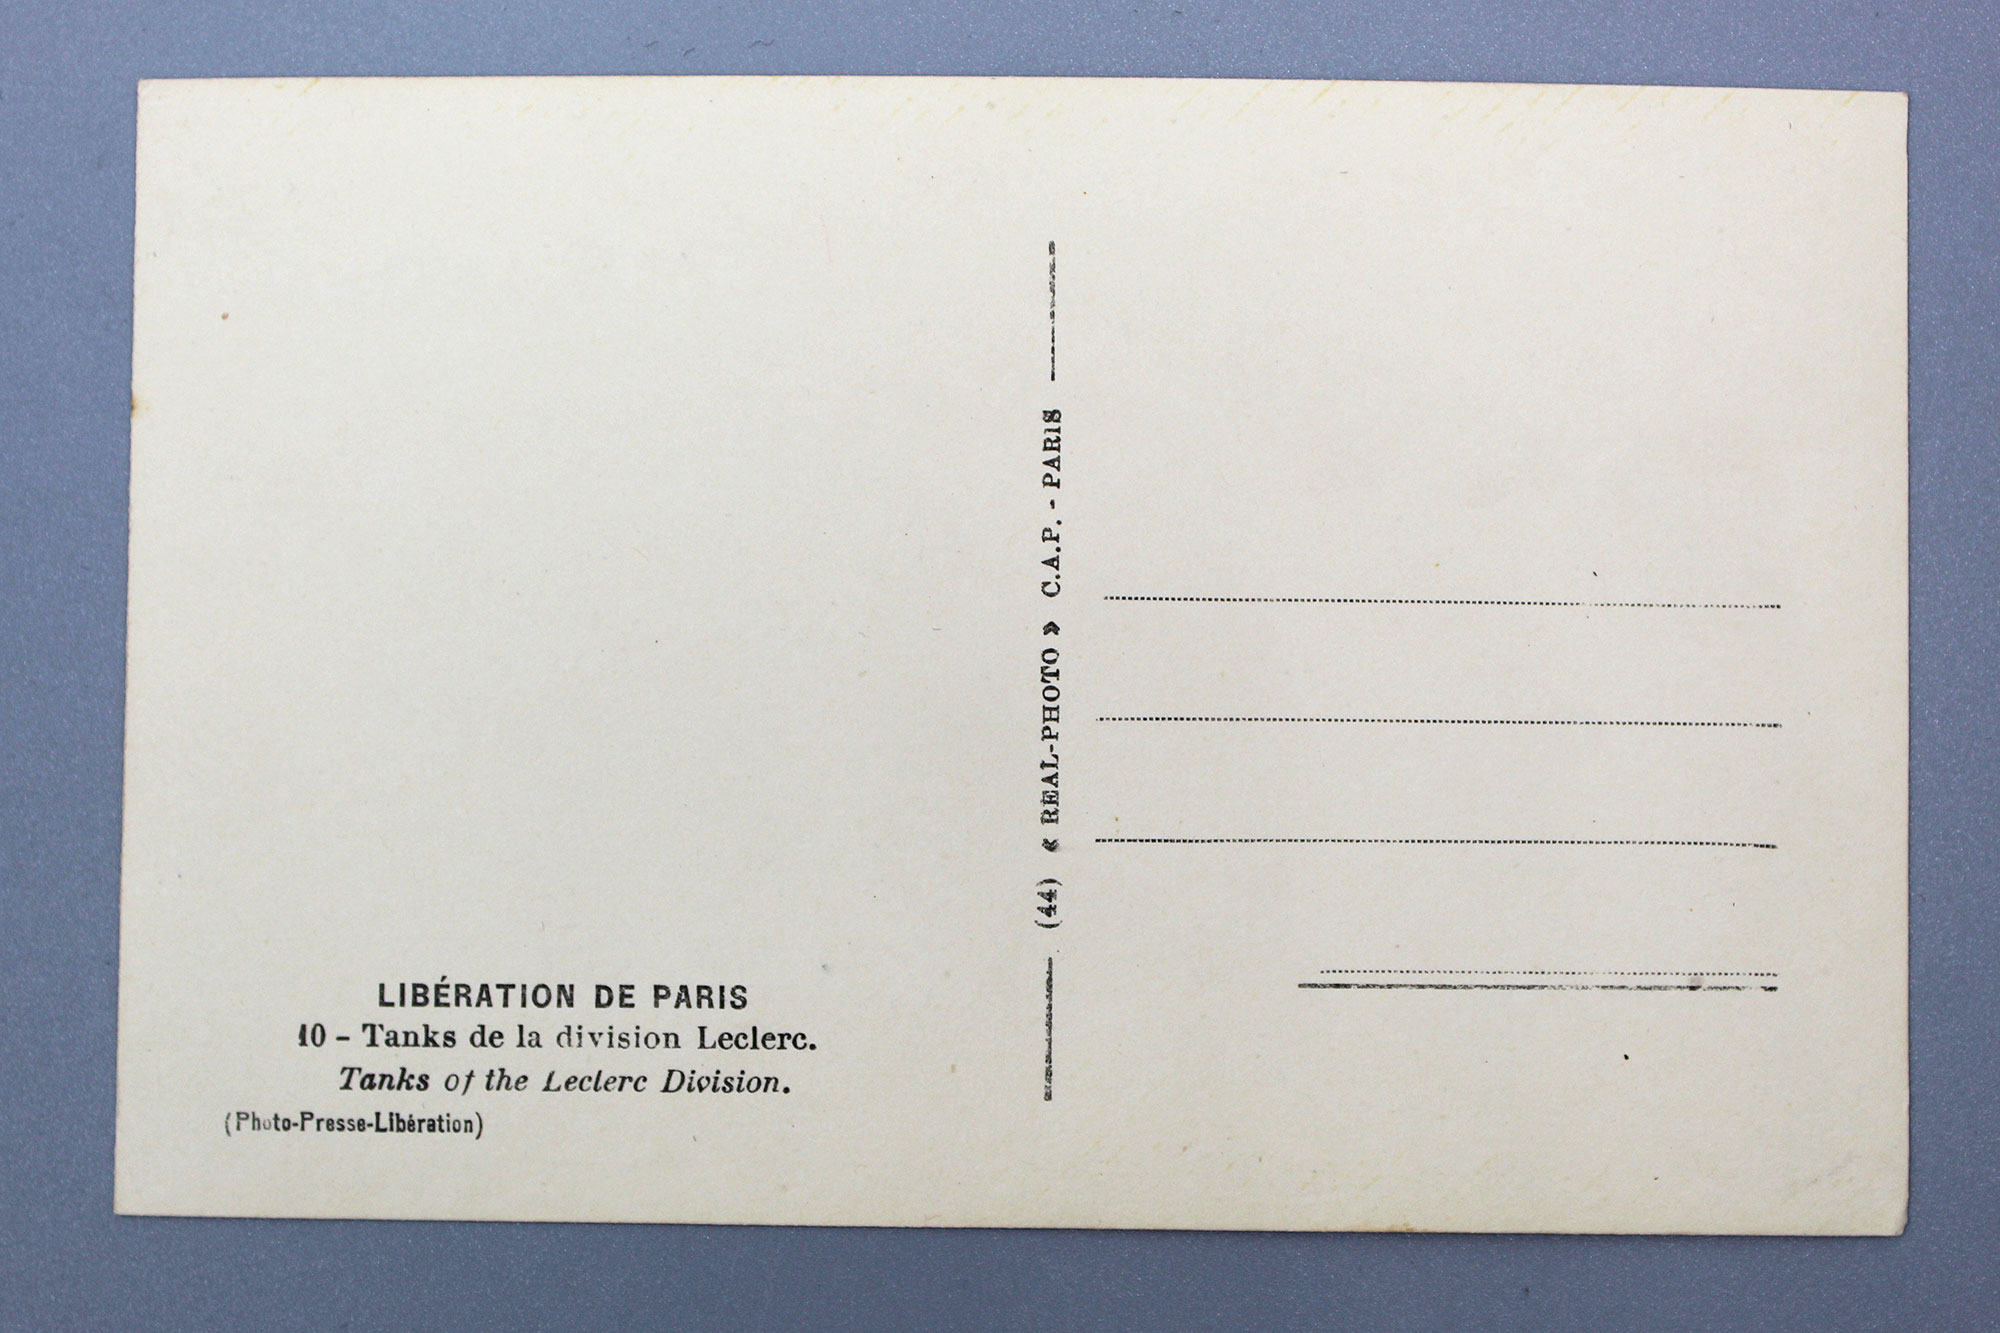 LIBÉRATION DE PARIS
10 - Tanks de la division Leclerc.
Tanks of the Leclerc Division.
(Photo-Presse-Libération)
(44) « REAL-PHOTO » C.A.P. - PARIS